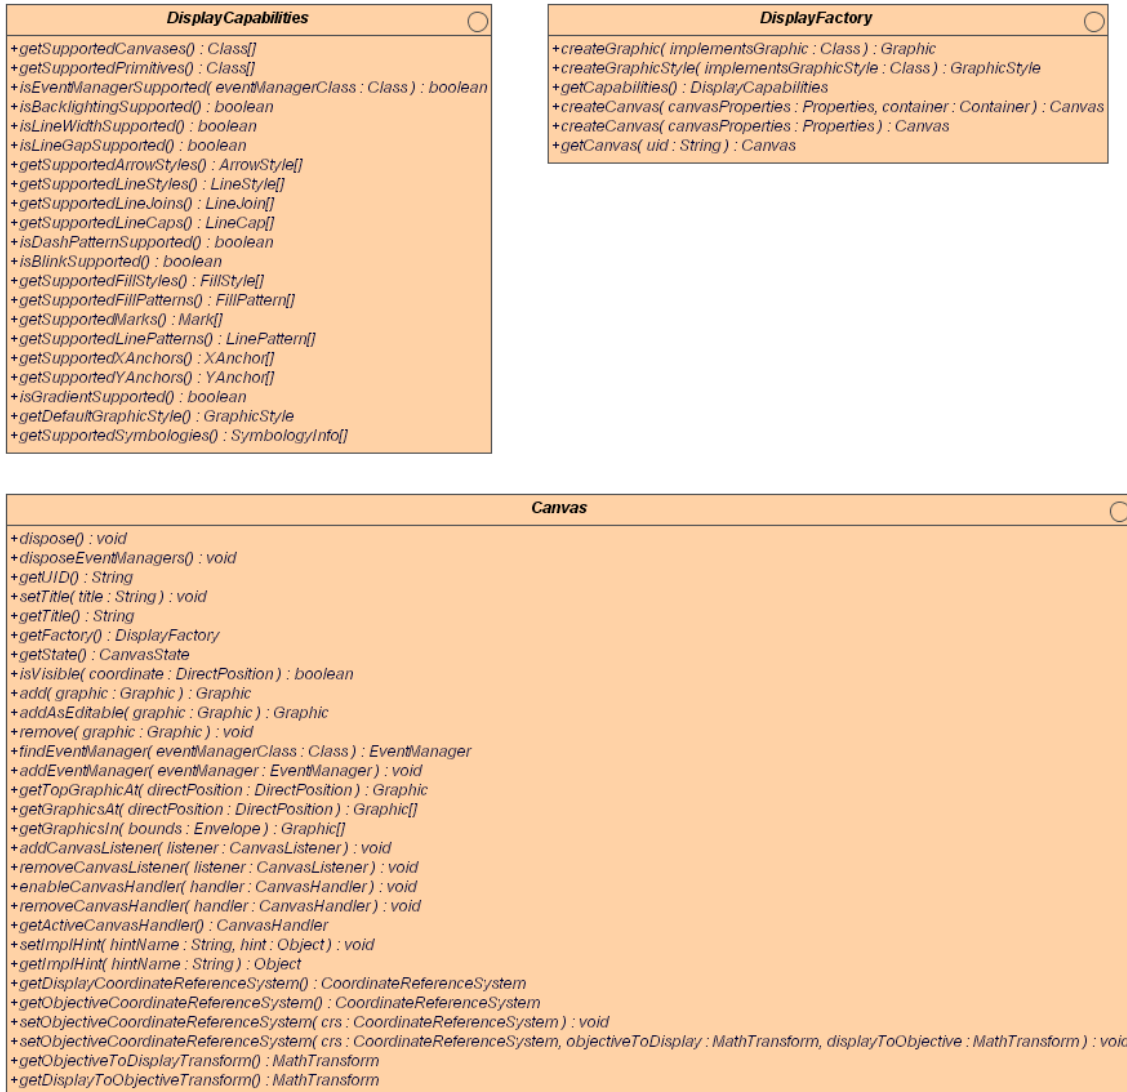 DisplayCapabilities
+getSupportedCanvases() : Class[]
+getSupportedPrimitives() : Class[]
+isEventManagerSupported( eventManagerClass : Class ) : boolean
+isBacklightingSupported() : boolean
+isLineWidthSupported() : boolean
+isLineGapSupported() : boolean
+getSupportedArrowStyles() : ArrowStyle[]
+getSupportedLineStyles() : LineStyle[]
+getSupportedLineJoins() : LineJoin[]
+getSupportedLineCaps() : LineCap[]
+isDashPatternSupported() : boolean
+isBlinkSupported() : boolean
+getSupportedFillStyles() : FillStyle[]
+getSupportedFillPatterns() : FillPattern[]
+getSupportedMarks() : Mark[]
+getSupportedLinePatterns() : LinePattern[]
+getSupportedXAnchors() : XAnchor[]
+getSupportedYAnchors() : YAnchor[]
+isGradientSupported() : boolean
+getDefaultGraphicStyle() : GraphicStyle
+getSupportedSymbologies() : SymbologyInfo[]
DisplayFactory
+createGraphic( implementsGraphic : Class ) : Graphic
+createGraphicStyle( implementsGraphicStyle : Class ) : GraphicStyle
+getCapabilities() : DisplayCapabilities
+createCanvas( canvasProperties : Properties, container : Container ) : Canvas
+createCanvas( canvasProperties : Properties ) : Canvas
+getCanvas( uid : String ) : Canvas
Canvas
+dispose() : void
+disposeEventManagers() : void
+getUID() : String
+setTitle( title : String ) : void
+getTitle() : String
+getFactory() : DisplayFactory
+getState() : CanvasState
+isVisible( coordinate : DirectPosition ) : boolean
+add( graphic : Graphic ) : Graphic
+addAsEditable( graphic : Graphic ) : Graphic
+remove( graphic : Graphic ) : void
+findEventManager( eventManagerClass : Class ) : EventManager
+addEventManager( eventManager : EventManager ) : void
+getTopGraphicAt( directPosition : DirectPosition ) : Graphic
+getGraphicsAt( directPosition : DirectPosition ) : Graphic[]
+getGraphicsIn( bounds : Envelope ) : Graphic[]
+addCanvasListener( listener : CanvasListener ) : void
+removeCanvasListener( listener : CanvasListener ) : void
+enableCanvasHandler( handler : CanvasHandler ) : void
+removeCanvasHandler( handler : CanvasHandler ) : void
+getActiveCanvasHandler() : CanvasHandler
+setImplHint( hintName : String, hint : Object ) : void
+getImplHint( hintName : String ) : Object
+getDisplayCoordinateReferenceSystem() : CoordinateReferenceSystem
+getObjectiveCoordinateReferenceSystem() : CoordinateReferenceSystem
+setObjectiveCoordinateReferenceSystem( crs : CoordinateReferenceSystem ) : void
+setObjectiveCoordinateReferenceSystem( crs : CoordinateReferenceSystem, objectiveToDisplay : MathTransform, displayToObjective : MathTransform ) : void
+getObjectiveToDisplayTransform() : MathTransform
+getDisplayToObjectiveTransform() : MathTransform